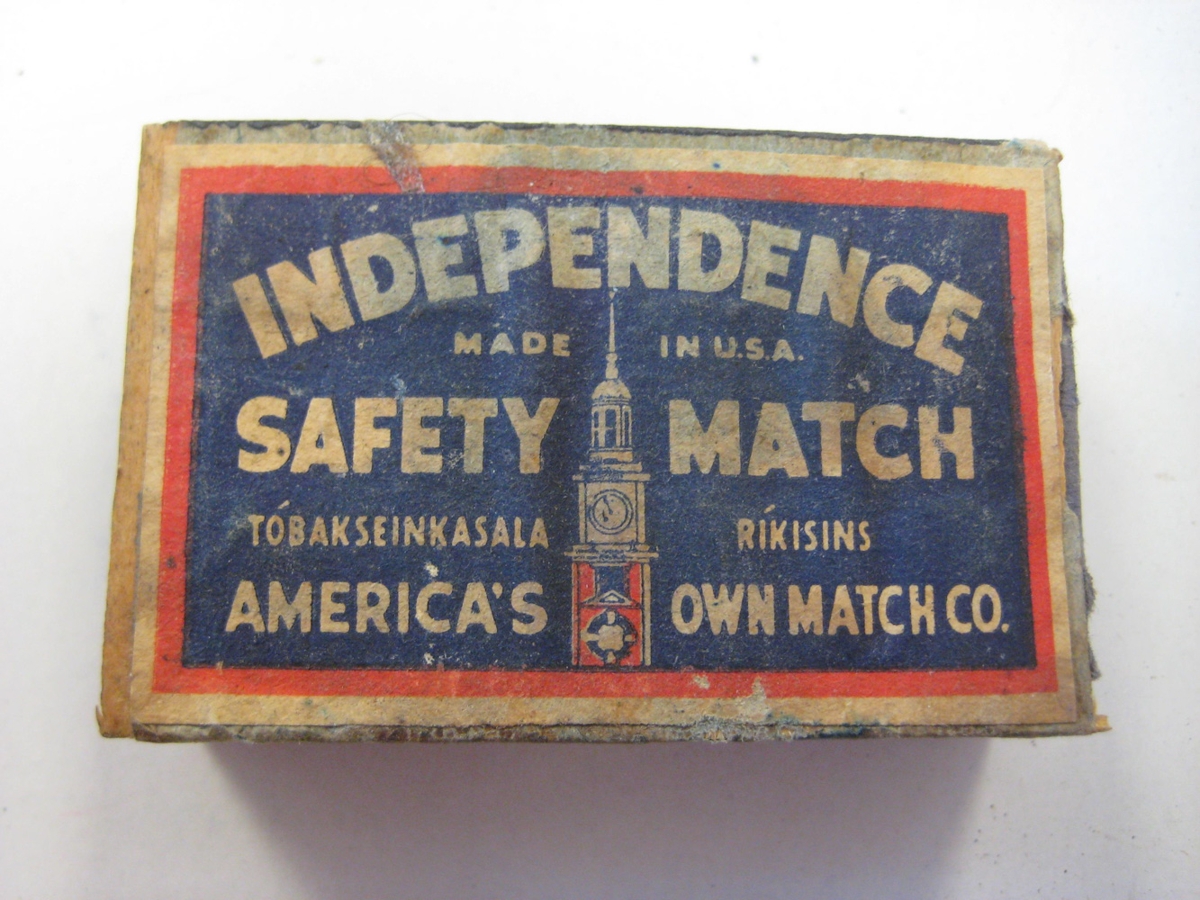 INDEPENDENCE
MADE IN U.S.A.
SAFETY MATCH
TÓBAKSEINKASALA RÍKISINS
AMERICA'S OWN MATCH CO.